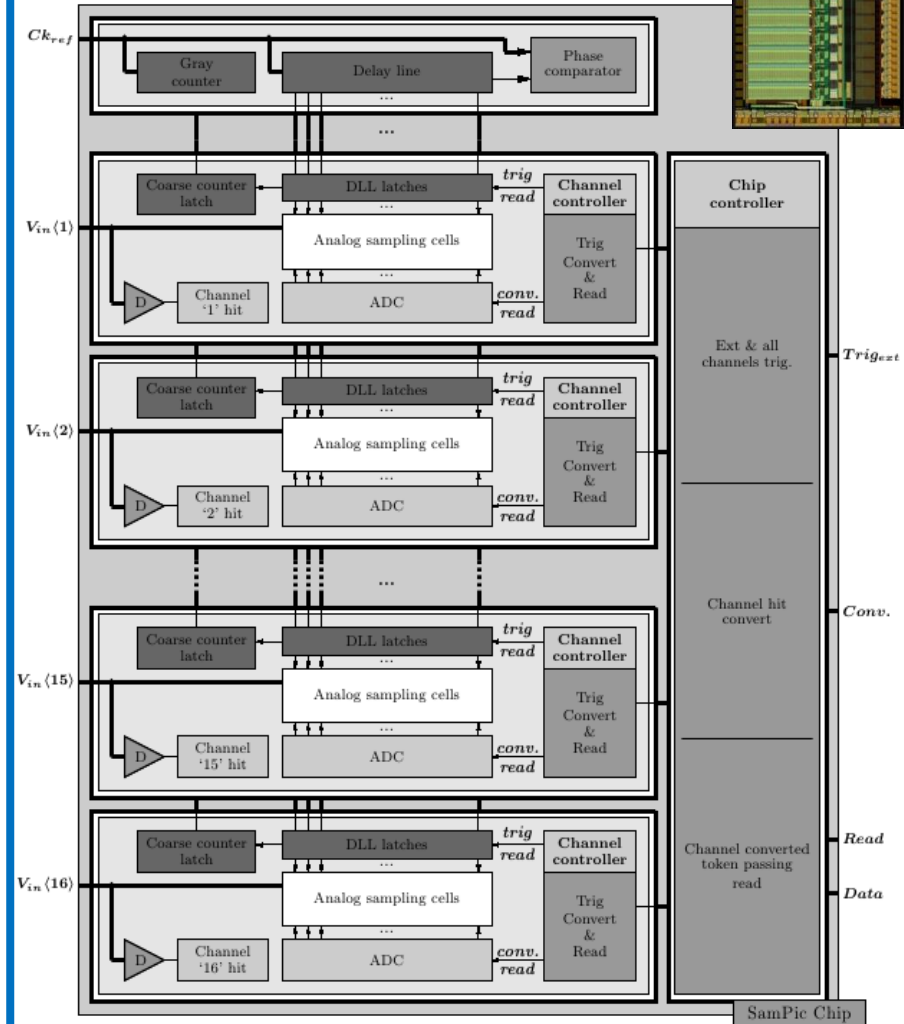 Ck_ref
Gray
counter
Delay line
Phase
comparator
...
...
Coarse counter
latch
DLL latches
trig
read
Channel
controller
...
V_in⟨1⟩
Analog sampling cells
Trig
Convert
&
Read
...
D
Channel
‘1’ hit
ADC
conv.
read
Coarse counter
latch
DLL latches
trig
read
Channel
controller
...
V_in⟨2⟩
Analog sampling cells
Trig
Convert
&
Read
...
D
Channel
‘2’ hit
ADC
conv.
read
...
Coarse counter
latch
DLL latches
trig
read
Channel
controller
...
V_in⟨15⟩
Analog sampling cells
Trig
Convert
&
Read
...
D
Channel
‘15’ hit
ADC
conv.
read
Coarse counter
latch
DLL latches
trig
read
Channel
controller
...
V_in⟨16⟩
Analog sampling cells
Trig
Convert
&
Read
...
D
Channel
‘16’ hit
ADC
conv.
read
Chip
controller
Ext & all
channels trig.
Trig_ext
Channel hit
convert
Conv.
Channel converted
token passing
read
Read
Data
SamPic Chip